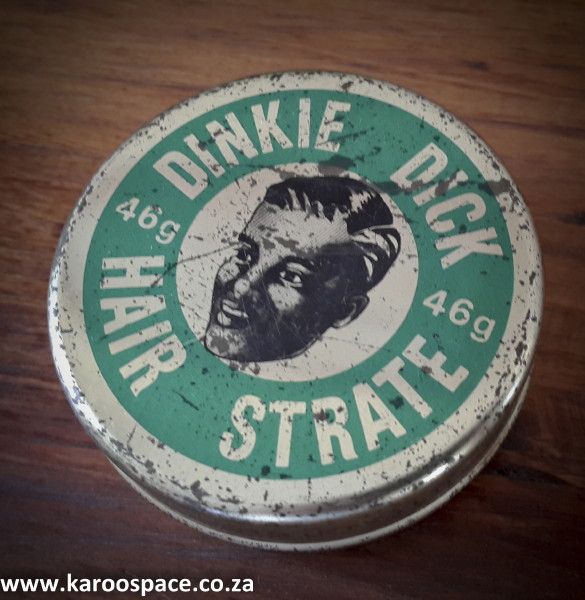 DINKIE DICK
46g
46g
HAIR STRATE
www.karoospace.co.za